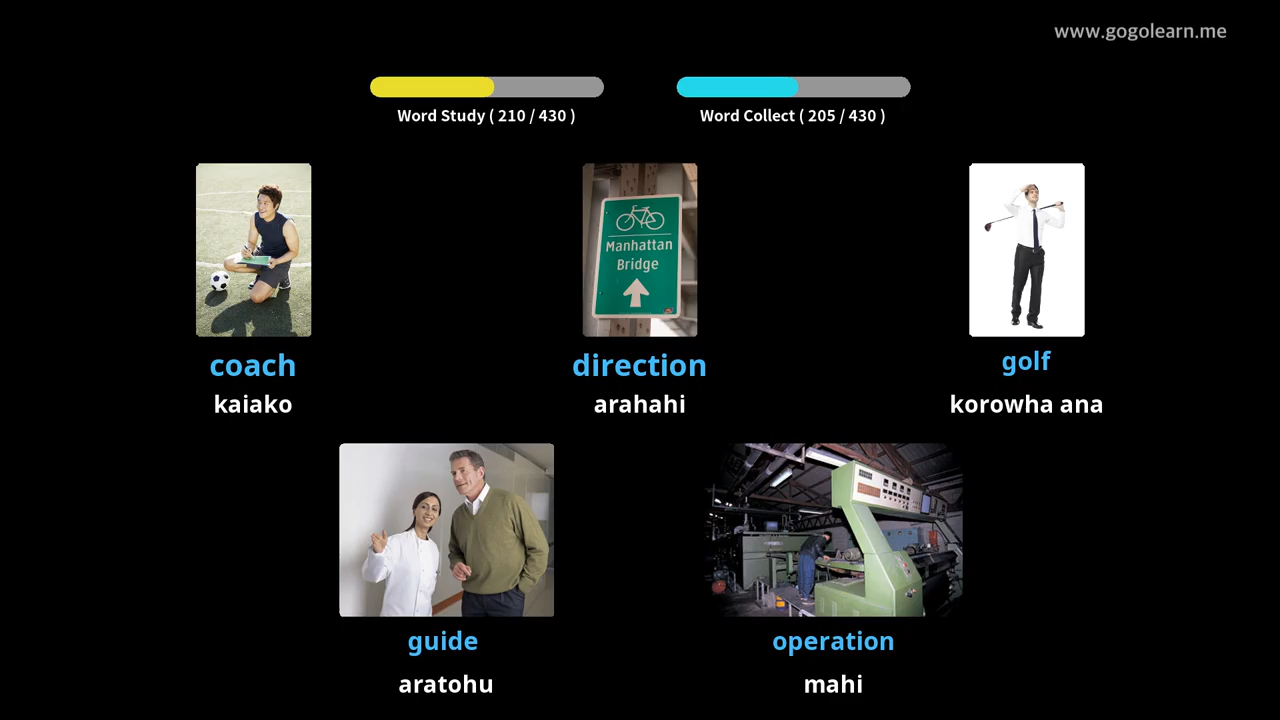 www.gogolearn.me
Word Study ( 210 / 430 )
Word Collect ( 205 / 430 )
Manhattan
Bridge
coach
direction
golf
kaiako
arahahi
korowha ana
guide
operation
aratohu
mahi